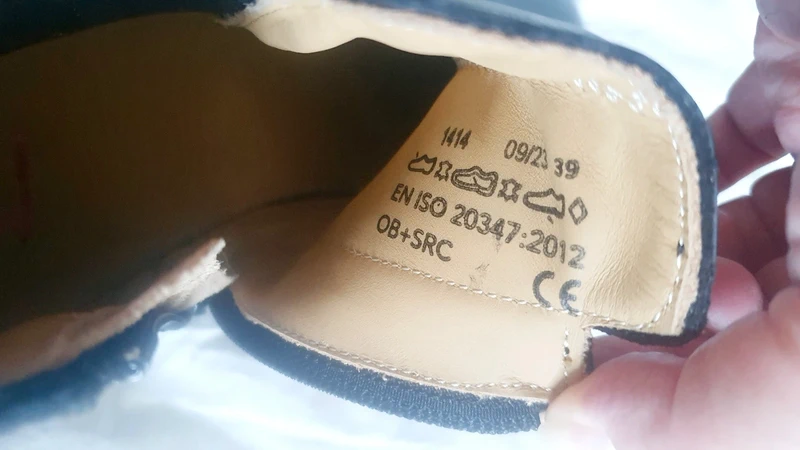 1414 09/23 39
EN ISO 20347:2012
OB+SRC
CE